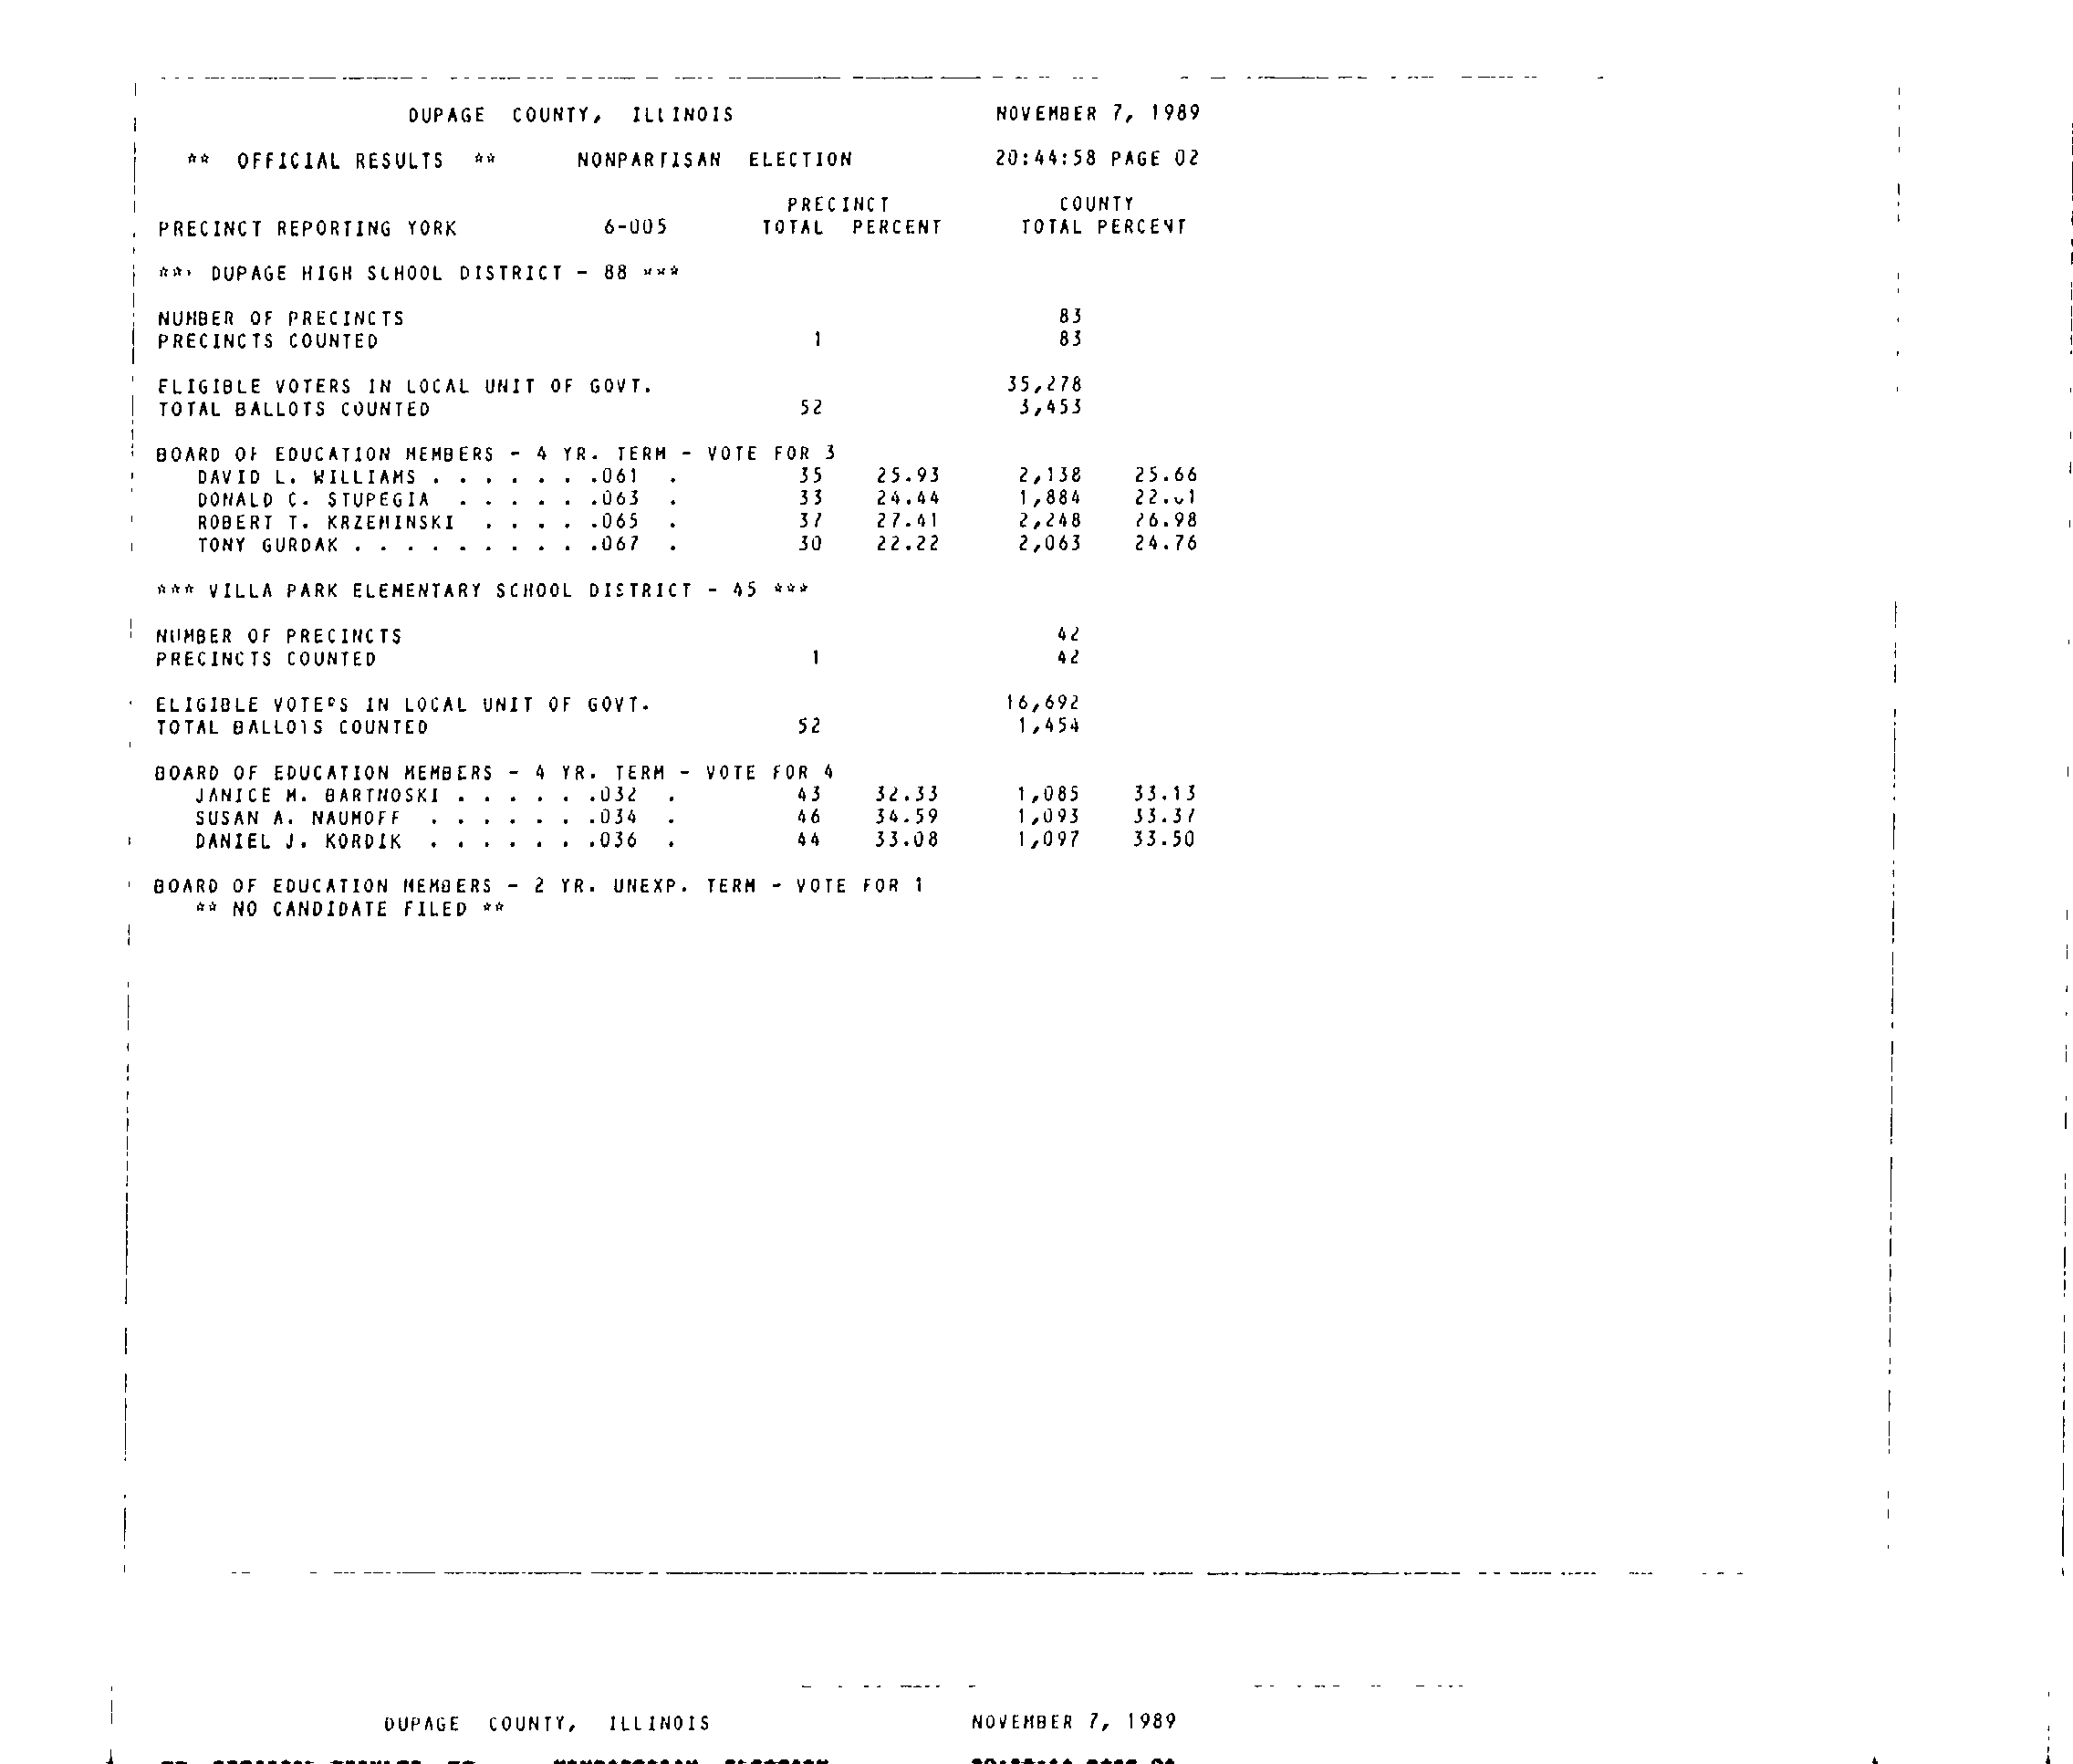 DUPAGE COUNTY, ILLINOIS NOVEMBER 7, 1989
** OFFICIAL RESULTS ** NONPARTISAN ELECTION 20:44:58 PAGE 02
PRECINCT COUNTY
PRECINCT REPORTING YORK 6-005 TOTAL PERCENT TOTAL PERCENT
*** DUPAGE HIGH SCHOOL DISTRICT - 88 ***
NUMBER OF PRECINCTS 83
PRECINCTS COUNTED 1 83
ELIGIBLE VOTERS IN LOCAL UNIT OF GOVT. 35,278
TOTAL BALLOTS COUNTED 52 3,453
BOARD OF EDUCATION MEMBERS - 4 YR. TERM - VOTE FOR 3
DAVID L. WILLIAMS . . . . . . .061 . 35 25.93 2,138 25.66
DONALD C. STUPEGIA . . . . . .063 . 33 24.44 1,884
ROBERT T. KRZEMINSKI . . . . .065 . 37 27.41 2,248 26.98
TONY GURDAK . . . . . . . . . .067 . 30 22.22 2,063 24.76
*** VILLA PARK ELEMENTARY SCHOOL DISTRICT - 45 ***
NUMBER OF PRECINCTS 42
PRECINCTS COUNTED 1 42
ELIGIBLE VOTERS IN LOCAL UNIT OF GOVT. 16,692
TOTAL BALLOTS COUNTED 52 1,454
BOARD OF EDUCATION MEMBERS - 4 YR. TERM - VOTE FOR 4
JANICE M. BARTNOSKI . . . . . .032 . 43 32.33 1,085 33.13
SUSAN A. NAUMOFF . . . . . . .034 . 46 34.59 1,093 33.37
DANIEL J. KORDIK . . . . . . .036 . 44 33.08 1,097 33.50
BOARD OF EDUCATION MEMBERS - 2 YR. UNEXP. TERM - VOTE FOR 1
** NO CANDIDATE FILED **
DUPAGE COUNTY, ILLINOIS NOVEMBER 7, 1989